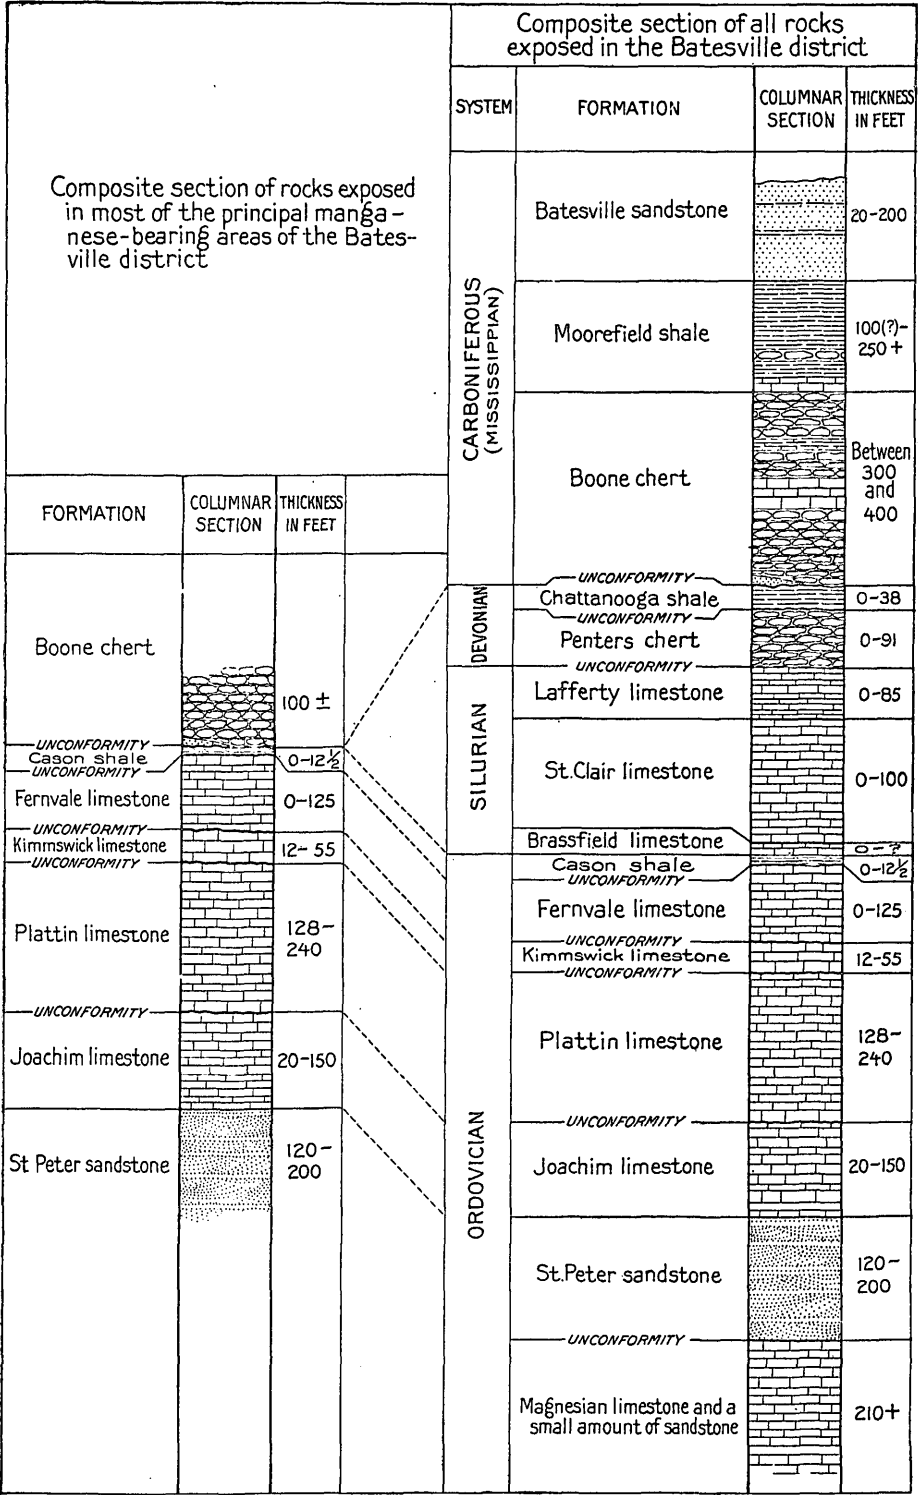 Composite section of rocks exposed
in most of the principal manga-
nese-bearing areas of the Bates-
ville district
FORMATION
COLUMNAR
SECTION
THICKNESS
IN FEET
Boone chert
100 ±
UNCONFORMITY
Cason shale
0-12½
UNCONFORMITY
Fernvale limestone
0-125
UNCONFORMITY
Kimmswick limestone
12-55
UNCONFORMITY
Plattin limestone
128-
240
UNCONFORMITY
Joachim limestone
20-150
St Peter sandstone
120-
200
Composite section of all rocks
exposed in the Batesville district
SYSTEM
FORMATION
COLUMNAR
SECTION
THICKNESS
IN FEET
CARBONIFEROUS
(MISSISSIPPIAN)
Batesville sandstone
20-200
Moorefield shale
100(?)-
250+
Boone chert
Between
300
and
400
UNCONFORMITY
DEVONIAN
Chattanooga shale
0-38
UNCONFORMITY
Penters chert
0-91
UNCONFORMITY
SILURIAN
Lafferty limestone
0-85
St.Clair limestone
0-100
Brassfield limestone
0-?
ORDOVICIAN
Cason shale
0-12½
UNCONFORMITY
Fernvale limestone
0-125
UNCONFORMITY
Kimmswick limestone
12-55
UNCONFORMITY
Plattin limestone
128-
240
UNCONFORMITY
Joachim limestone
20-150
St.Peter sandstone
120-
200
UNCONFORMITY
Magnesian limestone and a
small amount of sandstone
210+